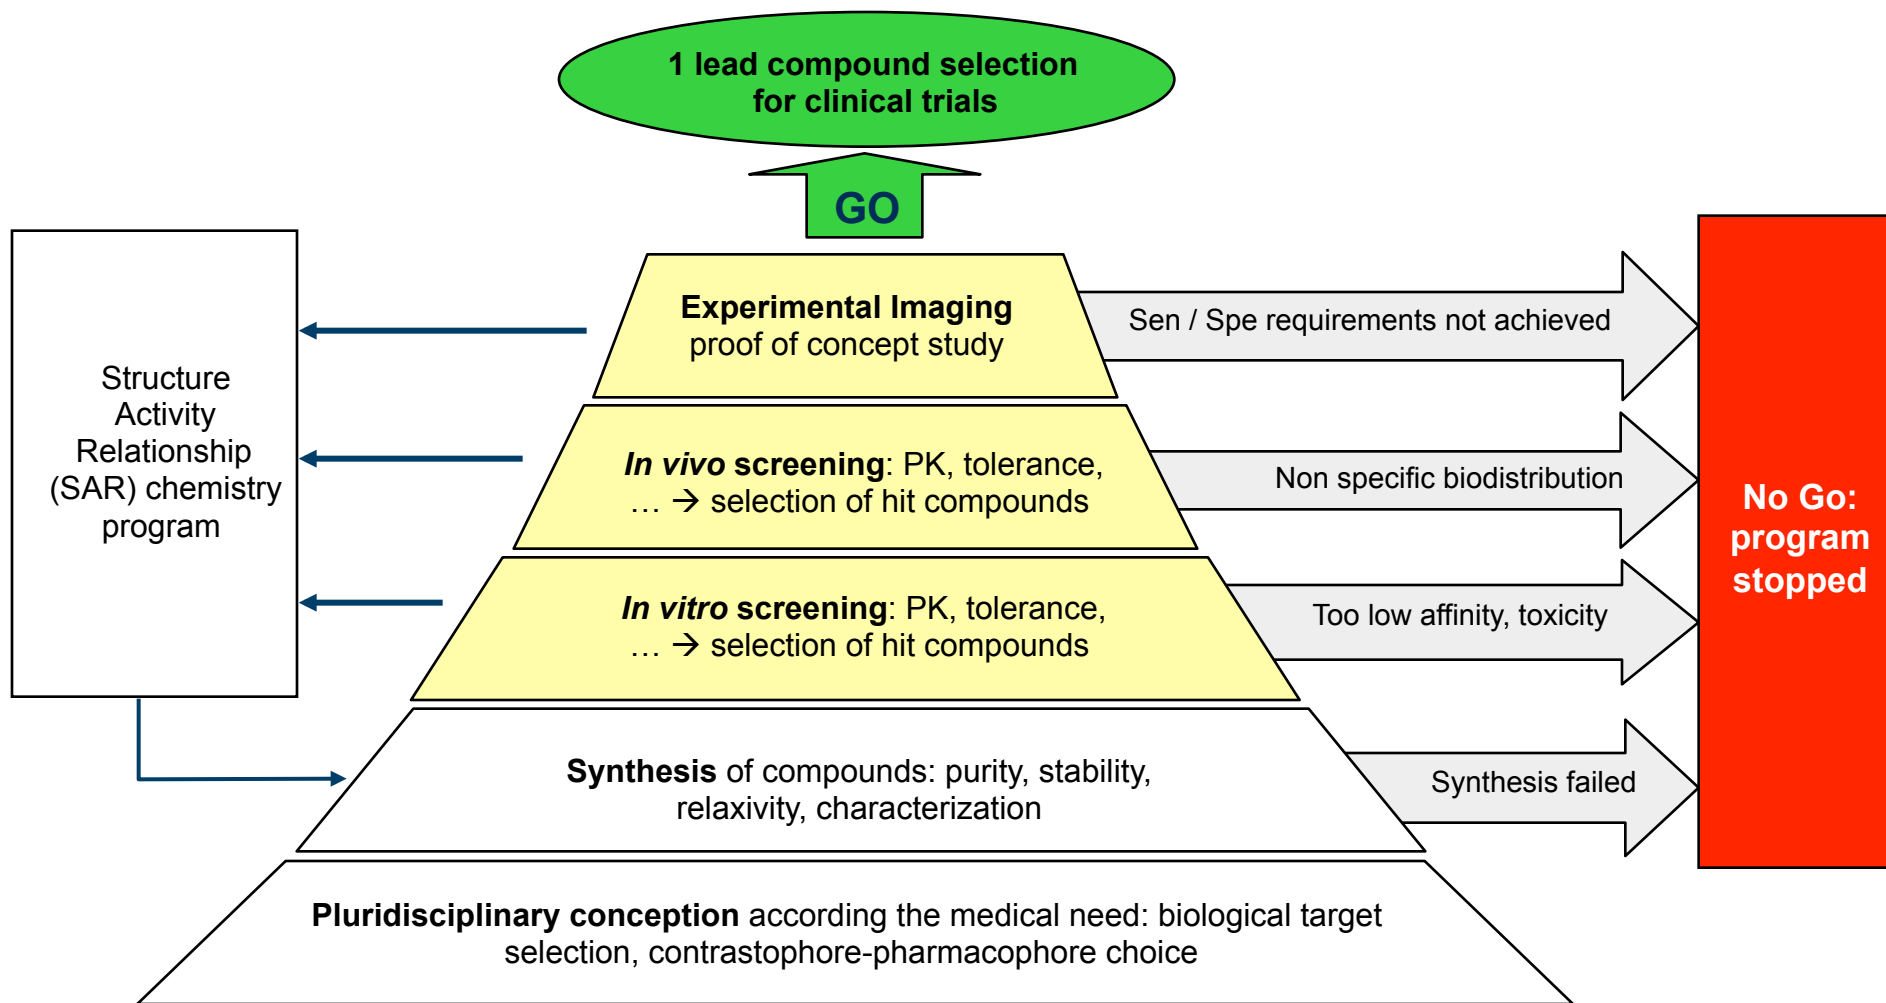 1 lead compound selection
for clinical trials
GO
Structure
Activity
Relationship
(SAR) chemistry
program
Experimental Imaging
proof of concept study
Sen / Spe requirements not achieved
In vivo screening: PK, tolerance,
… → selection of hit compounds
Non specific biodistribution
In vitro screening: PK, tolerance,
… → selection of hit compounds
Too low affinity, toxicity
No Go:
program
stopped
Synthesis of compounds: purity, stability,
relaxivity, characterization
Synthesis failed
Pluridisciplinary conception according the medical need: biological target
selection, contrastophore-pharmacophore choice